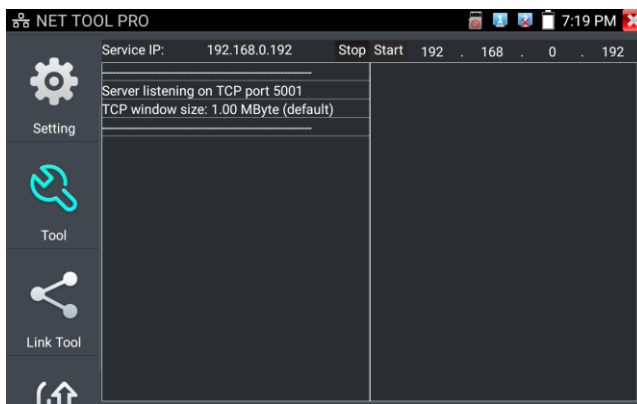 NET TOOL PRO 7:19 PM
Service IP: 192.168.0.192 Stop Start 192 . 168 . 0 . 192
Server listening on TCP port 5001
TCP window size: 1.00 MByte (default)
Setting
Tool
Link Tool